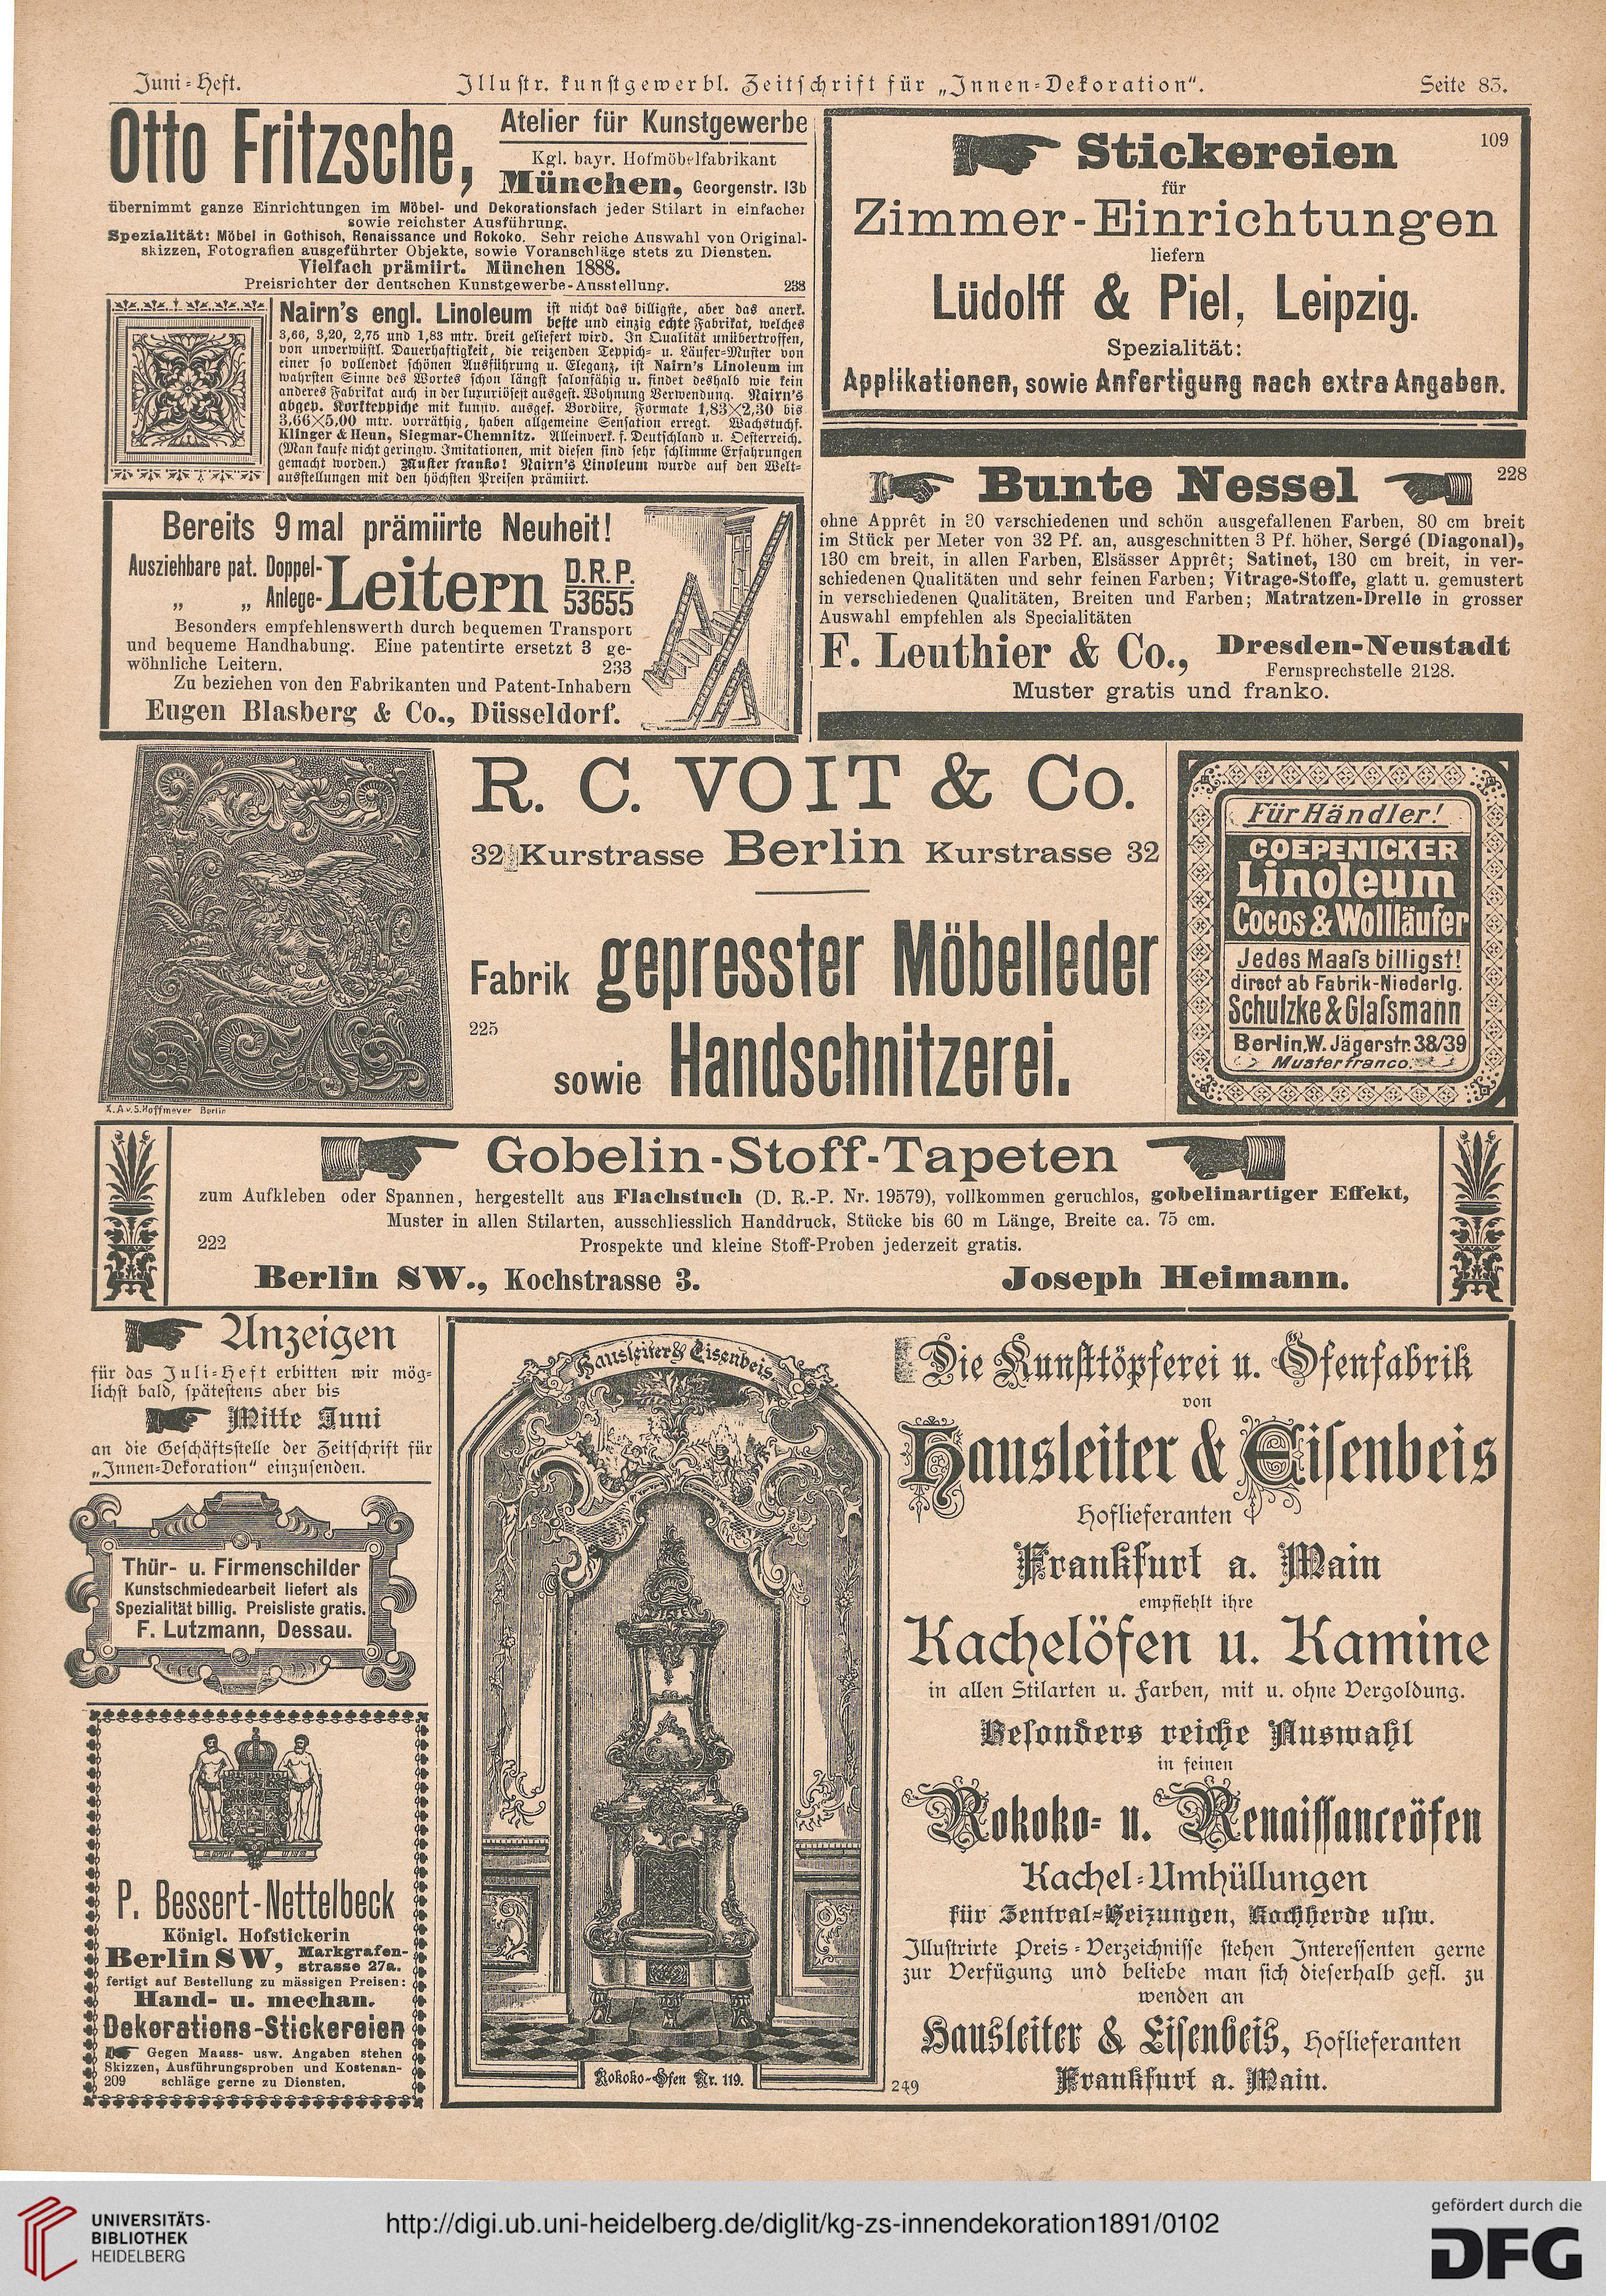 Juni-Heft.
Illustr. kunstgewerbl. Zeitschrift für „Innen-Dekoration“.
Seite 83.
Otto Fritzsche,
Atelier für Kunstgewerbe
Kgl. bayr. Hofmöbelfabrikant
München, Georgenstr. 13b
übernimmt ganze Einrichtungen im Möbel- und Dekorationsfach jeder Stilart in einfacher
sowie reichster Ausführung.
Spezialität: Möbel in Gothisch, Renaissance und Rokoko. Sehr reiche Auswahl von Original-
skizzen, Fotografien ausgeführter Objekte, sowie Voranschläge stets zu Diensten.
Vielfach prämiirt. München 1888.
Preisrichter der deutschen Kunstgewerbe-Ausstellung. 238
Nairn's engl. Linoleum ist nicht das billigste, aber das anerk.
beste und einzig echte Fabrikat, welches
3,66, 3,20, 2,75 und 1,83 mtr. breit geliefert wird. In Qualität unübertroffen,
von unverwüstl. Dauerhaftigkeit, die reizenden Teppich- u. Läufer-Muster von
einer so vollendet schönen Ausführung u. Eleganz, ist Nairn's Linoleum im
wahrsten Sinne des Wortes schon längst salonfähig u. findet deshalb wie kein
anderes Fabrikat auch in der luxuriösest ausgest. Wohnung Verwendung. Nairn's
abgep. Korkteppiche mit kunstv. ausgef. Bordüre, Formate 1,83×2,30 bis
3,66×5,00 mtr. vorräthig, haben allgemeine Sensation erregt. Wachstuchf.
Klinger & Heun, Siegmar-Chemnitz. Alleinverk. f. Deutschland u. Oesterreich.
(Man kaufe nicht geringw. Imitationen, mit diesen sind sehr schlimme Erfahrungen
gemacht worden.) Muster franko! Nairn's Linoleum wurde auf den Welt-
ausstellungen mit den höchsten Preisen prämiirt.
Bereits 9mal prämiirte Neuheit!
Ausziehbare pat. Doppel-
„ „ Anlege-
Leitern
D.R.P.
53655
Besonders empfehlenswerth durch bequemen Transport
und bequeme Handhabung. Eine patentirte ersetzt 3 ge-
wöhnliche Leitern. 233
Zu beziehen von den Fabrikanten und Patent-Inhabern
Eugen Blasberg & Co., Düsseldorf.
Stickereien 109
für
Zimmer-Einrichtungen
liefern
Lüdolff & Piel, Leipzig.
Spezialität:
Applikationen, sowie Anfertigung nach extra Angaben.
Bunte Nessel 228
ohne Apprêt in 30 verschiedenen und schön ausgefallenen Farben, 80 cm breit
im Stück per Meter von 32 Pf. an, ausgeschnitten 3 Pf. höher, Sergé (Diagonal),
130 cm breit, in allen Farben, Elsässer Apprêt; Satinet, 130 cm breit, in ver-
schiedenen Qualitäten und sehr feinen Farben; Vitrage-Stoffe, glatt u. gemustert
in verschiedenen Qualitäten, Breiten und Farben; Matratzen-Drelle in grosser
Auswahl empfehlen als Specialitäten
F. Leuthier & Co., Dresden-Neustadt
Fernsprechstelle 2128.
Muster gratis und franko.
X.A.v.S.Hoffmeyer Berlin
R. C. VOIT & Co.
32 Kurstrasse Berlin Kurstrasse 32
Fabrik gepresster Möbelleder
225
sowie Handschnitzerei.
Für Händler!
COEPENICKER
Linoleum
Cocos & Wollläufer
Jedes Maaſs billigst!
direct ab Fabrik-Niederlg.
Schulzke & Glaſsmann
Berlin,W. Jägerstr. 38/39
Muster franco.
Gobelin-Stoff-Tapeten
zum Aufkleben oder Spannen, hergestellt aus Flachstuch (D. R.-P. Nr. 19579), vollkommen geruchlos, gobelinartiger Effekt,
Muster in allen Stilarten, ausschliesslich Handdruck, Stücke bis 60 m Länge, Breite ca. 75 cm.
222 Prospekte und kleine Stoff-Proben jederzeit gratis.
Berlin SW., Kochstrasse 3. Joseph Heimann.
Anzeigen
für das Juli-Heft erbitten wir mög-
lichst bald, spätestens aber bis
Mitte Juni
an die Geschäftsstelle der Zeitschrift für
„Innen-Dekoration“ einzusenden.
Thür- u. Firmenschilder
Kunstschmiedearbeit liefert als
Spezialität billig. Preisliste gratis.
F. Lutzmann, Dessau.
P. Bessert-Nettelbeck
Königl. Hofstickerin
Berlin SW, Markgrafen-
strasse 27a.
fertigt auf Bestellung zu mässigen Preisen:
Hand- u. mechan.
Dekorations-Stickereien
Gegen Maass- usw. Angaben stehen
Skizzen, Ausführungsproben und Kostenan-
209 schläge gerne zu Diensten.
Hausleiter & Eisenbeis
Rokoko-Ofen Nr. 119.
Die Kunsttöpferei u. Ofenfabrik
von
Hausleiter & Eisenbeis
Hoflieferanten
Frankfurt a. Main
empfiehlt ihre
Kachelöfen u. Kamine
in allen Stilarten u. Farben, mit u. ohne Vergoldung.
Besonders reiche Auswahl
in feinen
Rokoko- u. Renaissanceöfen
Kachel-Umhüllungen
für Zentral-Heizungen, Kochherde usw.
Illustrirte Preis-Verzeichnisse stehen Interessenten gerne
zur Verfügung und beliebe man sich dieserhalb gefl. zu
wenden an
Hausleiter & Eisenbeis, Hoflieferanten
249 Frankfurt a. Main.
UNIVERSITÄTS-
BIBLIOTHEK
HEIDELBERG
http://digi.ub.uni-heidelberg.de/diglit/kg-zs-innendekoration1891/0102
gefördert durch die
DFG